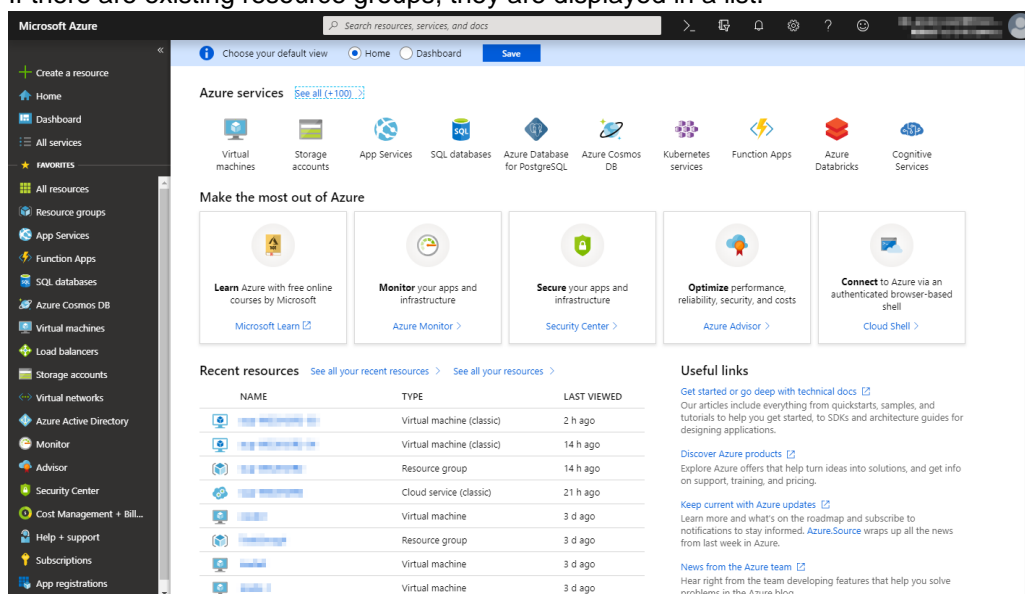 If there are existing resource groups, they are displayed in a list.
Microsoft Azure
Search resources, services, and docs
>_
?
«
Choose your default view
Home
Dashboard
Save
+ Create a resource
Home
Dashboard
All services
FAVORITES
All resources
Resource groups
App Services
Function Apps
SQL databases
Azure Cosmos DB
Virtual machines
Load balancers
Storage accounts
Virtual networks
Azure Active Directory
Monitor
Advisor
Security Center
Cost Management + Bill...
Help + support
Subscriptions
App registrations
Azure services See all (+100) >
Virtual machines
Storage accounts
App Services
SQL
SQL databases
Azure Database for PostgreSQL
Azure Cosmos DB
Kubernetes services
Function Apps
Azure Databricks
Cognitive Services
Make the most out of Azure
Learn Azure with free online
courses by Microsoft
Microsoft Learn
Monitor your apps and
infrastructure
Azure Monitor >
Secure your apps and
infrastructure
Security Center >
Optimize performance,
reliability, security, and costs
Azure Advisor >
Connect to Azure via an
authenticated browser-based
shell
Cloud Shell >
Recent resources See all your recent resources > See all your resources >
NAME TYPE LAST VIEWED
Virtual machine (classic) 2 h ago
Virtual machine (classic) 14 h ago
Resource group 14 h ago
Cloud service (classic) 21 h ago
Virtual machine 3 d ago
Resource group 3 d ago
Virtual machine 3 d ago
Virtual machine 3 d ago
Useful links
Get started or go deep with technical docs
Our articles include everything from quickstarts, samples, and
tutorials to help you get started, to SDKs and architecture guides for
designing applications.
Discover Azure products
Explore Azure offers that help turn ideas into solutions, and get info
on support, training, and pricing.
Keep current with Azure updates
Learn more and what's on the roadmap and subscribe to
notifications to stay informed. Azure.Source wraps up all the news
from last week in Azure.
News from the Azure team
Hear right from the team developing features that help you solve
problems in the Azure blog.